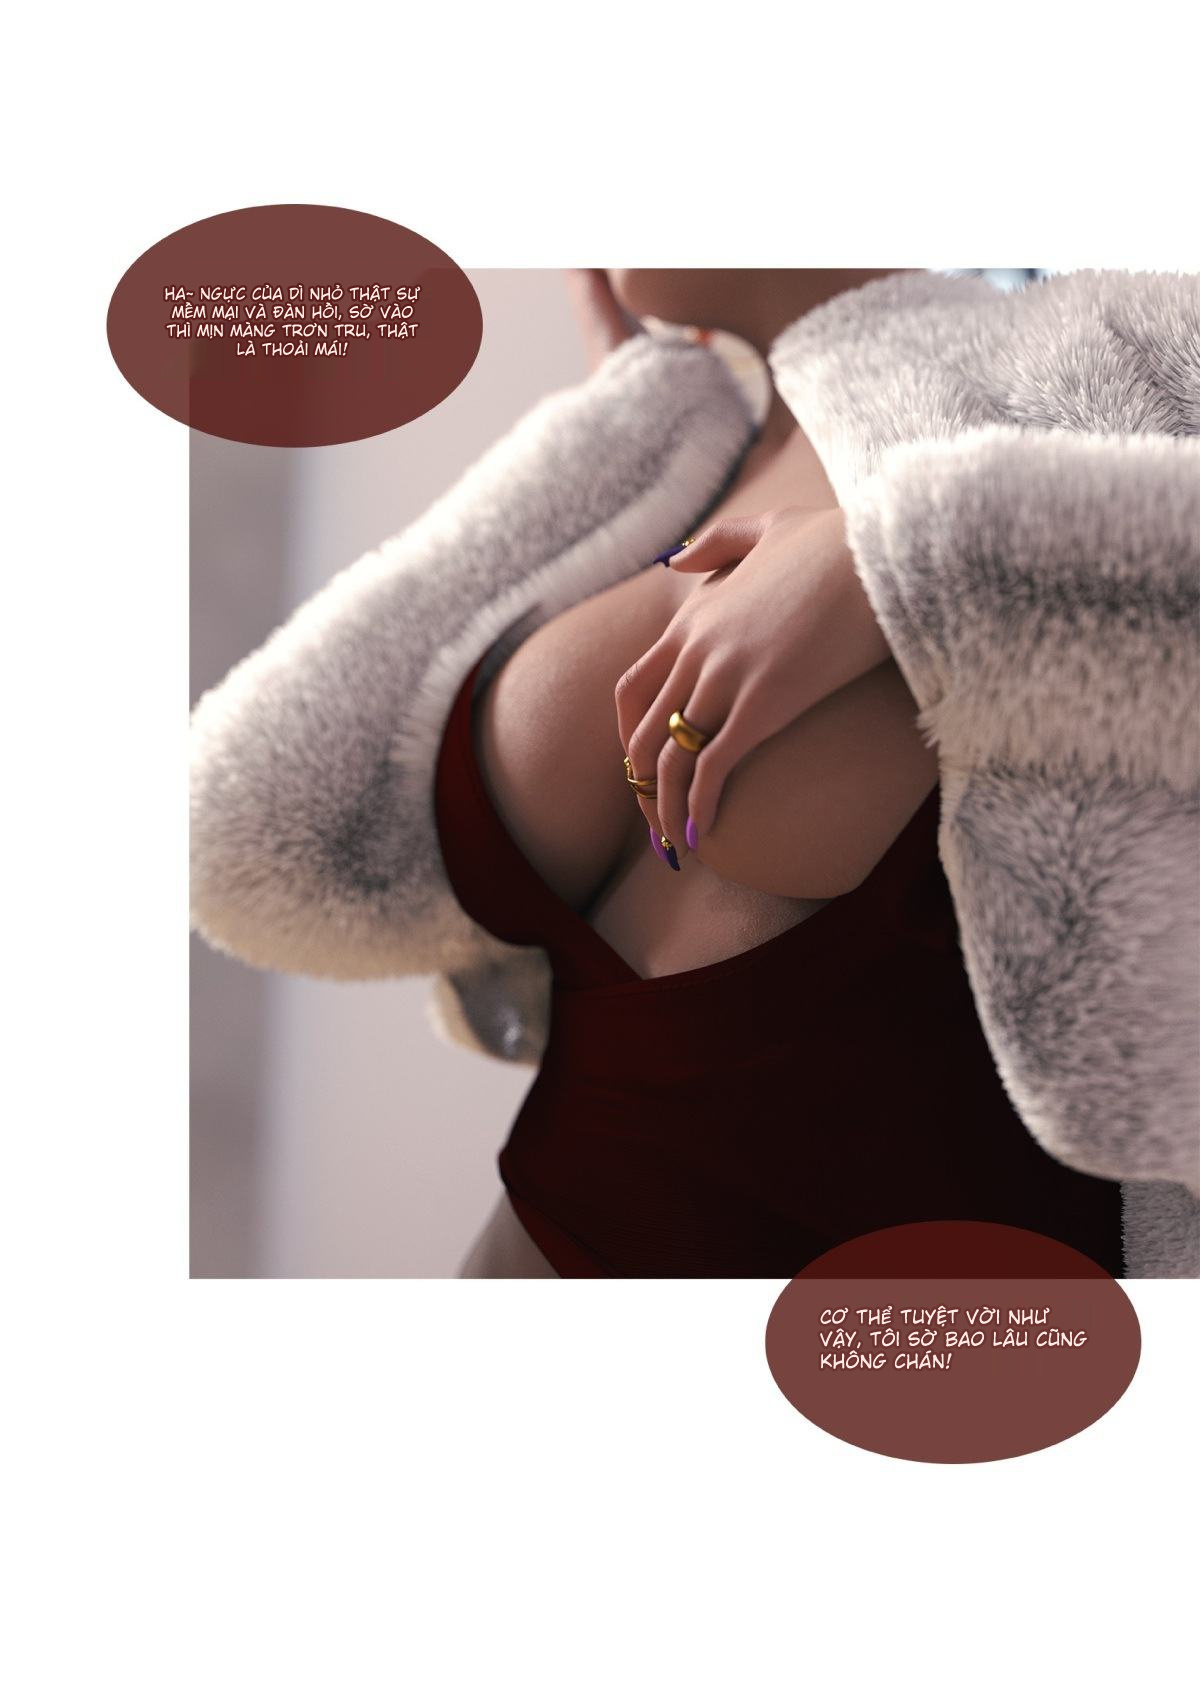 HA~ NGỰC CỦA DÌ NHỎ THẬT SỰ
MỀM MẠI VÀ ĐÀN HỒI, SỜ VÀO
THÌ MỊN MÀNG TRƠN TRU, THẬT
LÀ THOẢI MÁI!
CƠ THỂ TUYỆT VỜI NHƯ
VẬY, TÔI SỜ BAO LÂU CŨNG
KHÔNG CHÁN!